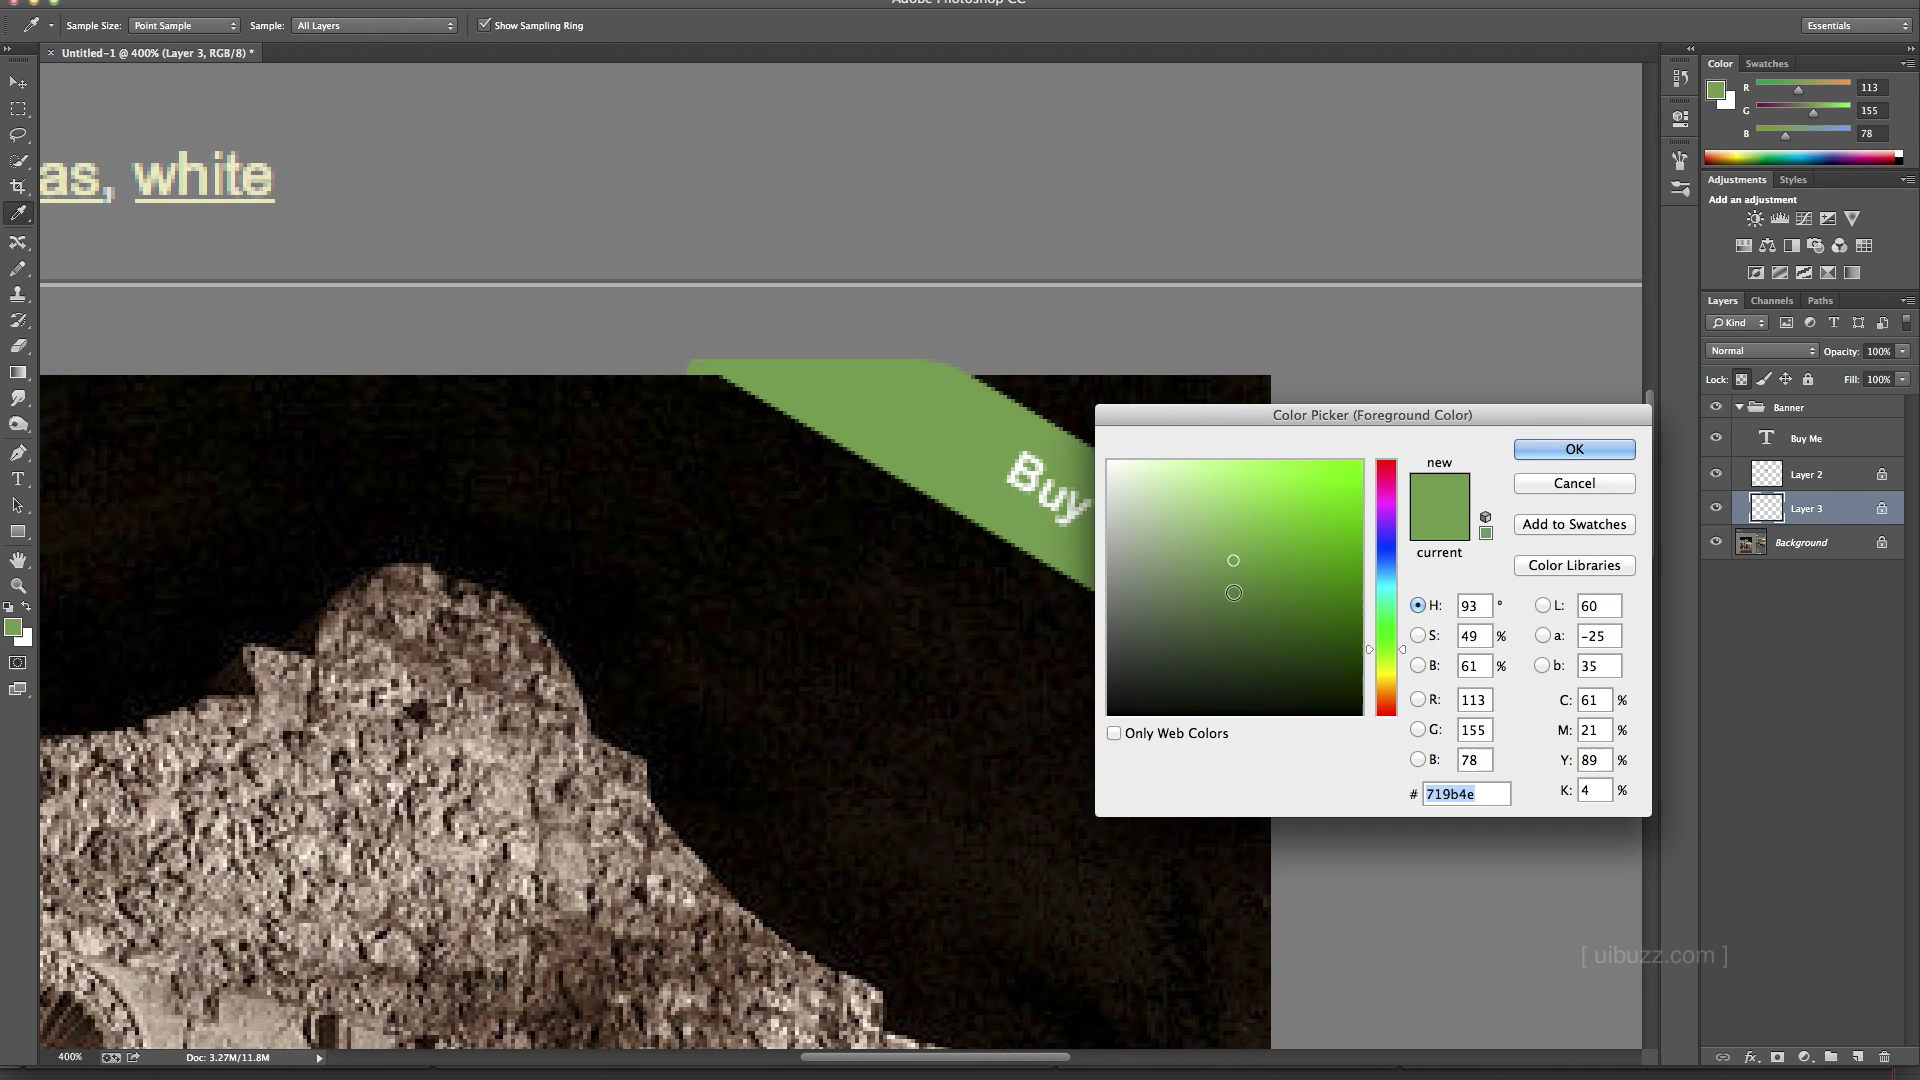 Adobe Photoshop CC
Sample Size: Point Sample Sample: All Layers Show Sampling Ring Essentials
Untitled-1 @ 400% (Layer 3, RGB/8) *
Color Swatches
R 113
G 155
B 78
as, white
Adjustments Styles
Add an adjustment
Layers Channels Paths
Kind
Normal Opacity: 100%
Lock: Fill: 100%
Banner
T Buy Me
Layer 2
Layer 3
Background
Buy
Color Picker (Foreground Color)
new
current
OK
Cancel
Add to Swatches
Color Libraries
H: 93 ° L: 60
S: 49 % a: -25
B: 61 % b: 35
R: 113 C: 61 %
G: 155 M: 21 %
B: 78 Y: 89 %
# 719b4e K: 4 %
Only Web Colors
[ uibuzz.com ]
400% Doc: 3.27M/11.8M